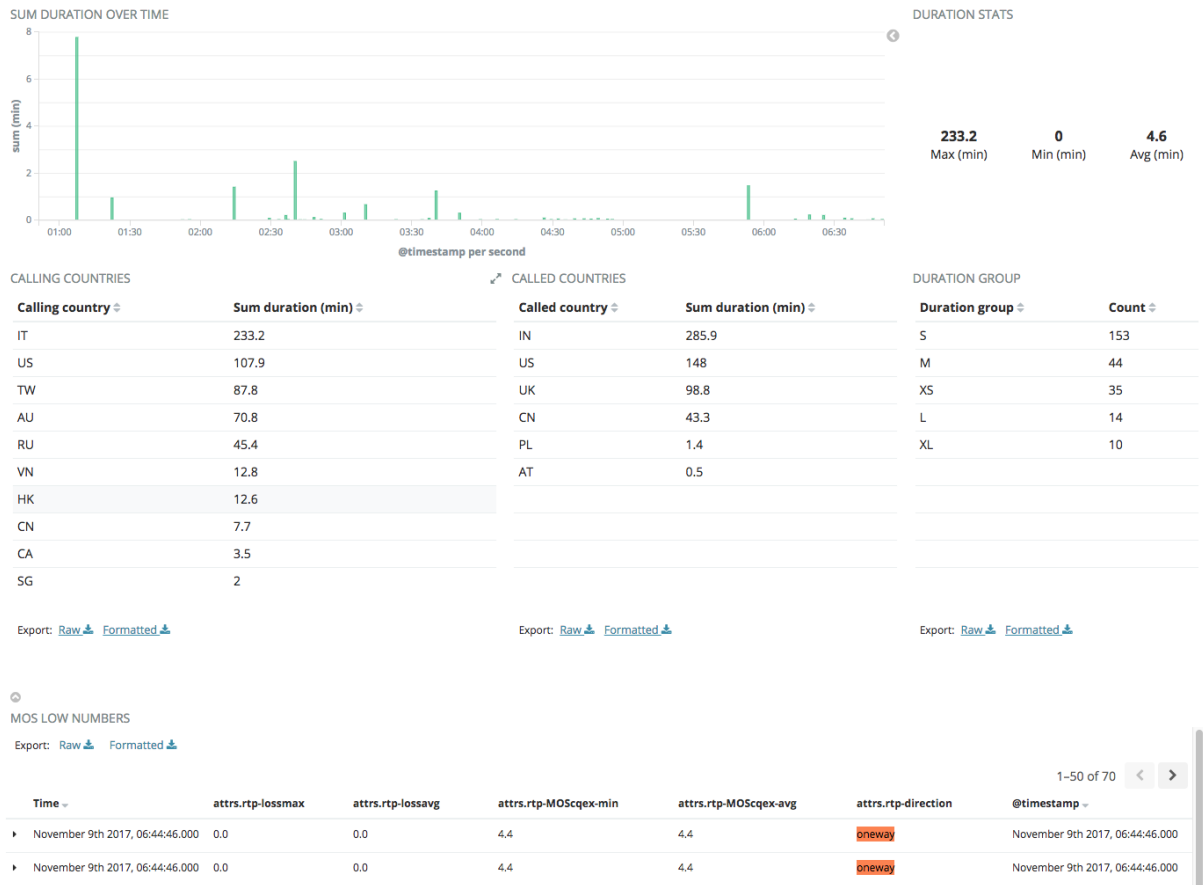 SUM DURATION OVER TIME
8
6
4
2
0
sum (min)
01:00 01:30 02:00 02:30 03:00 03:30 04:00 04:30 05:00 05:30 06:00 06:30
@timestamp per second
DURATION STATS
233.2 0 4.6
Max (min) Min (min) Avg (min)
CALLING COUNTRIES
Calling country Sum duration (min)
IT 233.2
US 107.9
TW 87.8
AU 70.8
RU 45.4
VN 12.8
HK 12.6
CN 7.7
CA 3.5
SG 2
Export: Raw Formatted
CALLED COUNTRIES
Called country Sum duration (min)
IN 285.9
US 148
UK 98.8
CN 43.3
PL 1.4
AT 0.5
Export: Raw Formatted
DURATION GROUP
Duration group Count
S 153
M 44
XS 35
L 14
XL 10
Export: Raw Formatted
MOS LOW NUMBERS
Export: Raw Formatted
1–50 of 70
Time attrs.rtp-lossmax attrs.rtp-lossavg attrs.rtp-MOScqex-min attrs.rtp-MOScqex-avg attrs.rtp-direction @timestamp
November 9th 2017, 06:44:46.000 0.0 0.0 4.4 4.4 oneway November 9th 2017, 06:44:46.000
November 9th 2017, 06:44:46.000 0.0 0.0 4.4 4.4 oneway November 9th 2017, 06:44:46.000